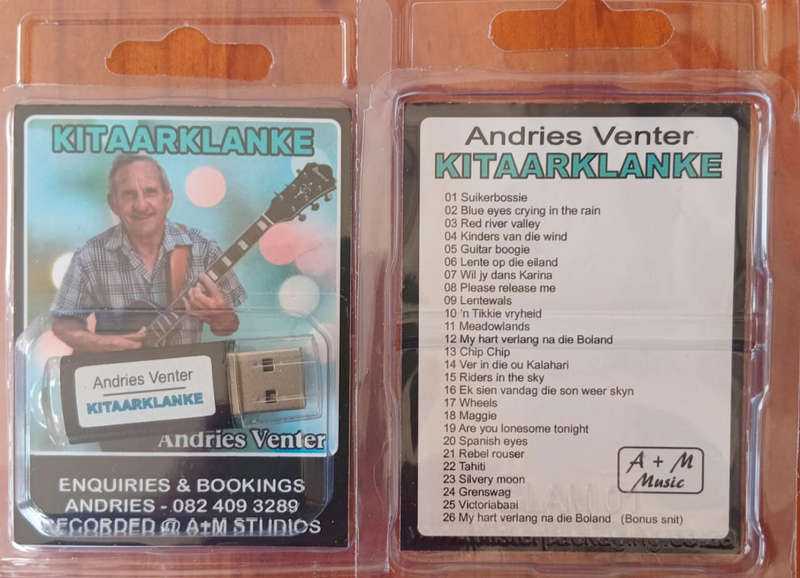 KITAARKLANKE
Andries Venter
KITAARKLANKE
Andries Venter
ENQUIRIES & BOOKINGS
ANDRIES - 082 409 3289
RECORDED @ A+M STUDIOS
Andries Venter
KITAARKLANKE
01 Suikerbossie
02 Blue eyes crying in the rain
03 Red river valley
04 Kinders van die wind
05 Guitar boogie
06 Lente op die eiland
07 Wil jy dans Karina
08 Please release me
09 Lentewals
10 'n Tikkie vryheid
11 Meadowlands
12 My hart verlang na die Boland
13 Chip Chip
14 Ver in die ou Kalahari
15 Riders in the sky
16 Ek sien vandag die son weer skyn
17 Wheels
18 Maggie
19 Are you lonesome tonight
20 Spanish eyes
21 Rebel rouser
22 Tahiti
23 Silvery moon
24 Grenswag
25 Victoriabaai
26 My hart verlang na die Boland (Bonus snit)
A + M
Music